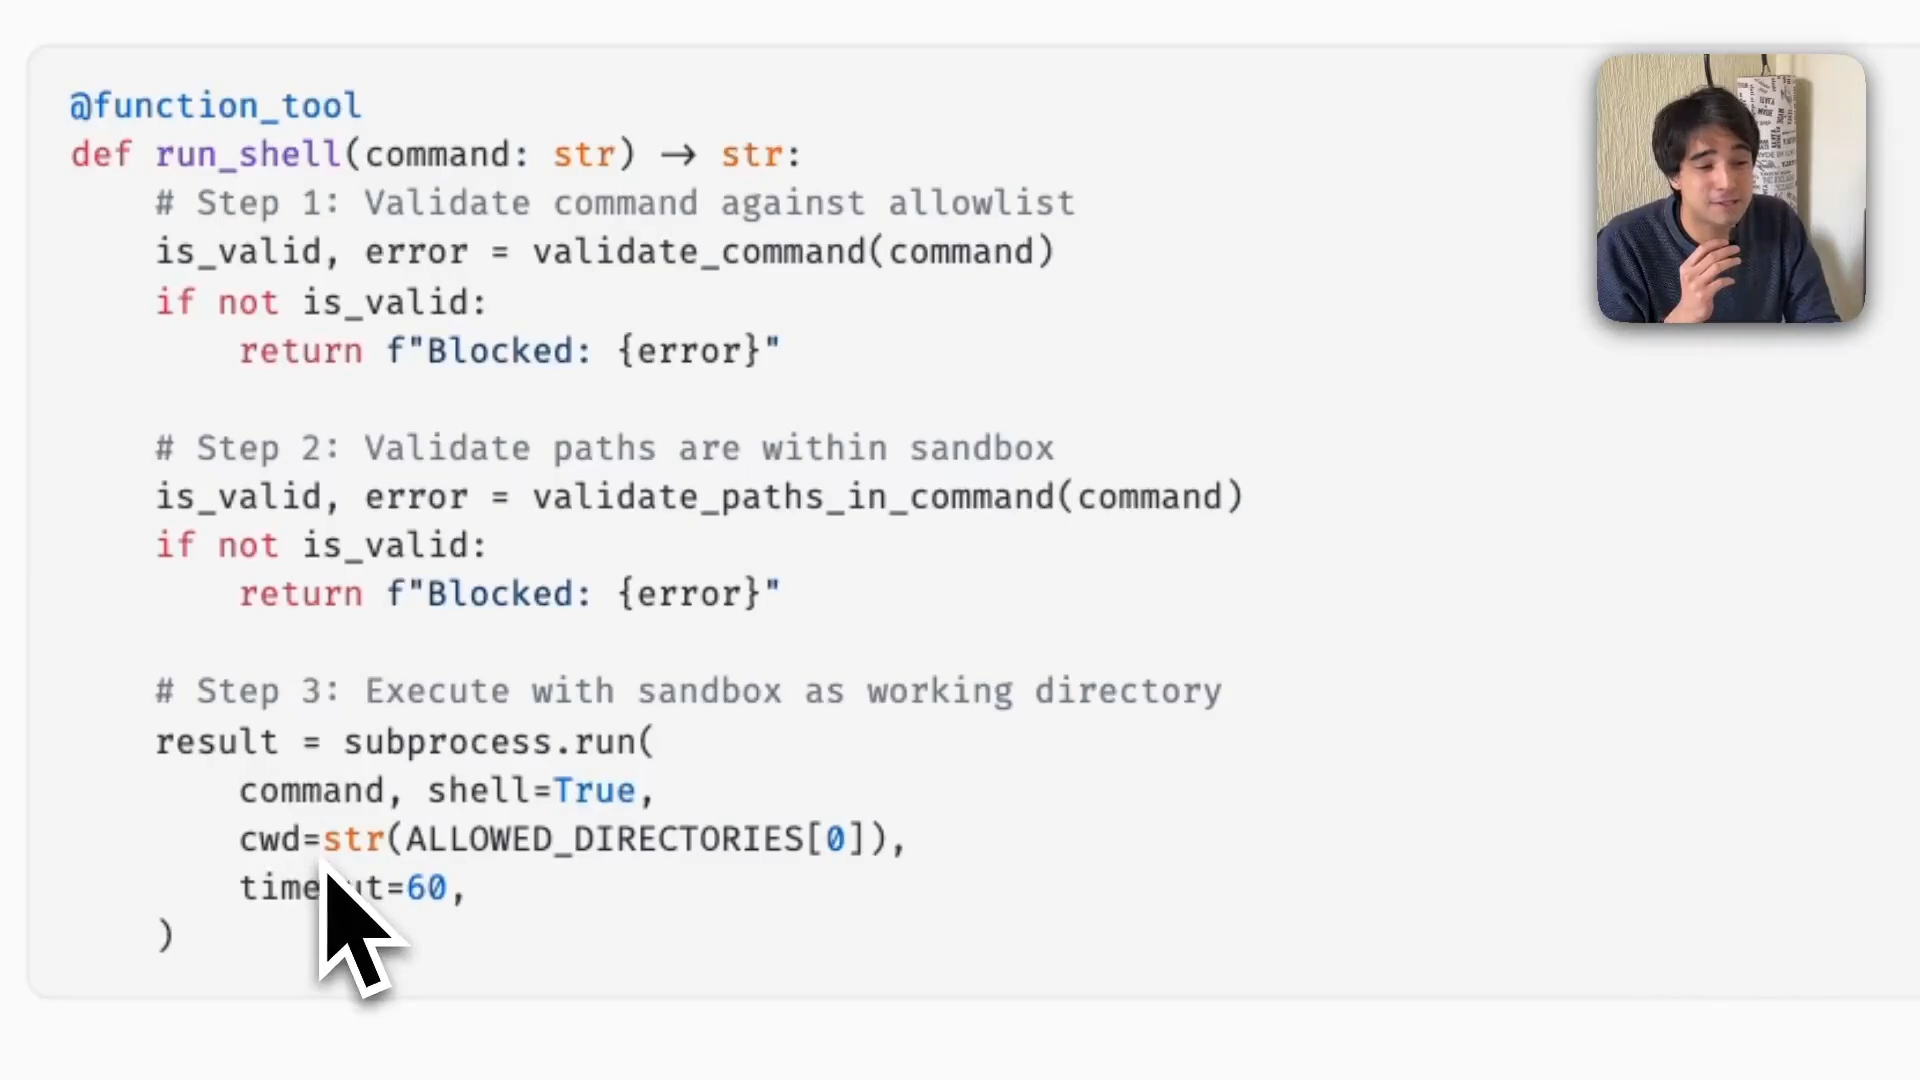 @function_tool
def run_shell(command: str) → str:
# Step 1: Validate command against allowlist
is_valid, error = validate_command(command)
if not is_valid:
return f"Blocked: {error}"
# Step 2: Validate paths are within sandbox
is_valid, error = validate_paths_in_command(command)
if not is_valid:
return f"Blocked: {error}"
# Step 3: Execute with sandbox as working directory
result = subprocess.run(
command, shell=True,
cwd=str(ALLOWED_DIRECTORIES[0]),
timeout=60,
)